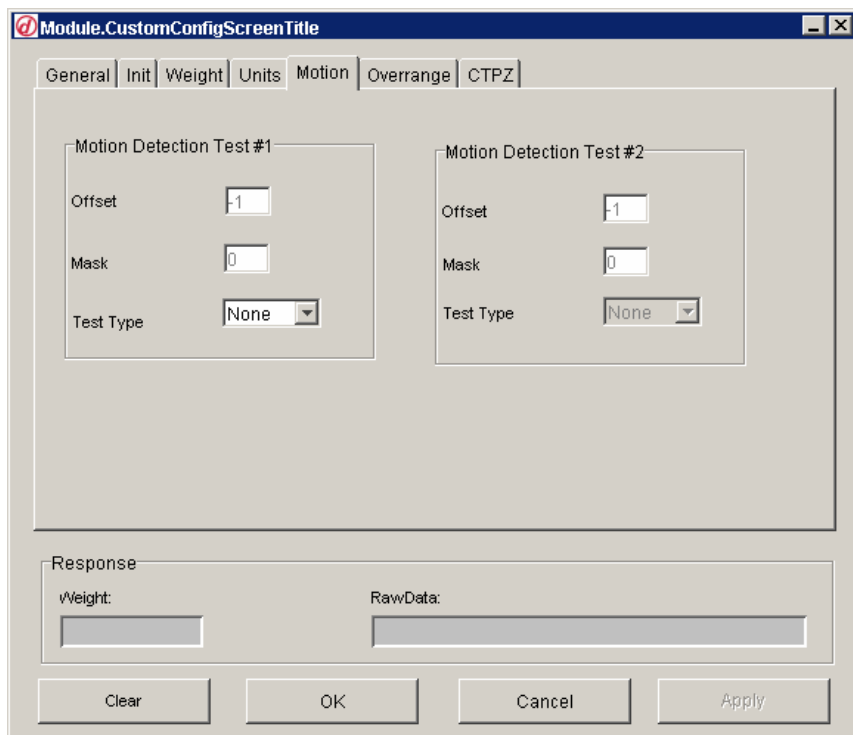 Module.CustomConfigScreenTitle
General Init Weight Units Motion Overrange CTPZ
Motion Detection Test #1
Offset -1
Mask 0
Test Type None
Motion Detection Test #2
Offset -1
Mask 0
Test Type None
Response
Weight:
RawData:
Clear OK Cancel Apply